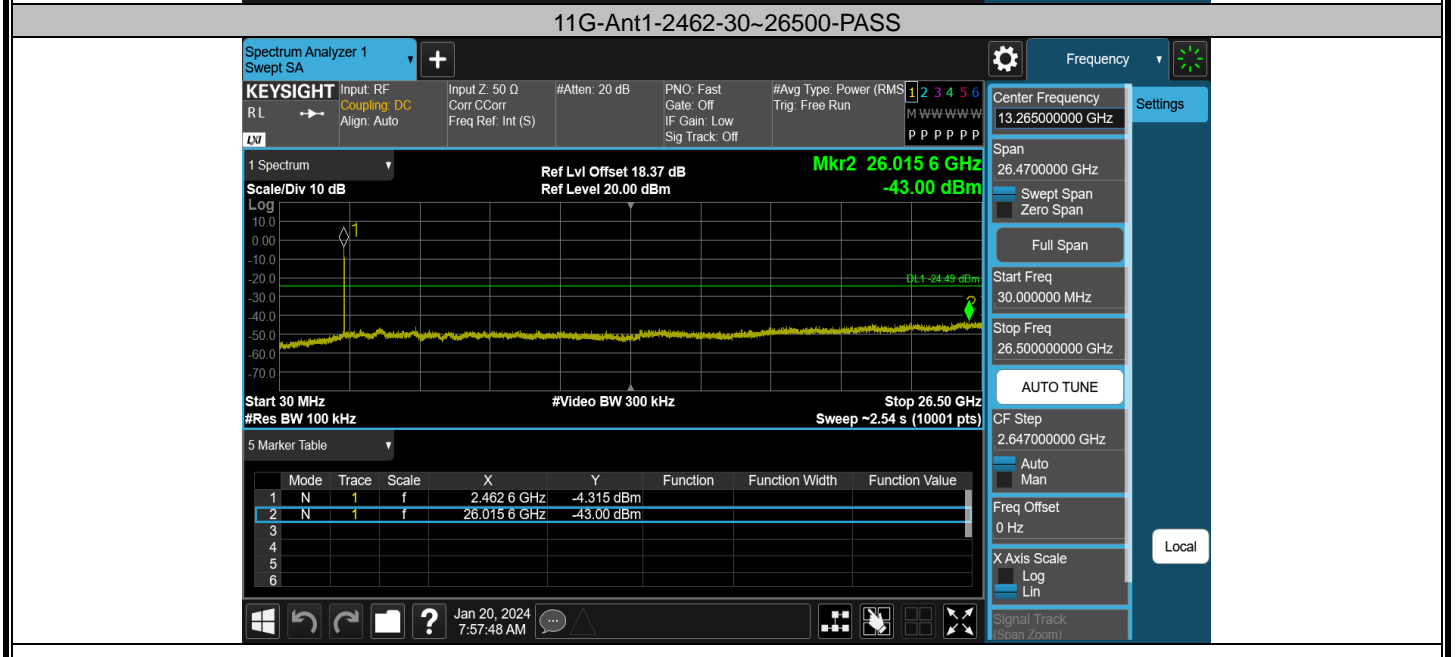 11G-Ant1-2462-30~26500-PASS
Spectrum Analyzer 1
Swept SA
Frequency
KEYSIGHT
RL
LXI
Input: RF
Coupling: DC
Align: Auto
Input Z: 50 Ω
Corr CCorr
Freq Ref: Int (S)
#Atten: 20 dB
PNO: Fast
Gate: Off
IF Gain: Low
Sig Track: Off
#Avg Type: Power (RMS
Trig: Free Run
1 2 3 4 5 6
M W W W W W
P P P P P P
Center Frequency
13.265000000 GHz
Settings
Span
26.4700000 GHz
Swept Span
Zero Span
Full Span
Start Freq
30.000000 MHz
Stop Freq
26.500000000 GHz
AUTO TUNE
CF Step
2.647000000 GHz
Auto
Man
Freq Offset
0 Hz
X Axis Scale
Log
Lin
Signal Track
(Span Zoom)
Local
1 Spectrum
Scale/Div 10 dB
Log
Ref Lvl Offset 18.37 dB
Ref Level 20.00 dBm
Mkr2 26.015 6 GHz
-43.00 dBm
10.0
0.00
-10.0
-20.0
-30.0
-40.0
-50.0
-60.0
-70.0
1
DL1 -24.49 dBm
2
Start 30 MHz
#Res BW 100 kHz
#Video BW 300 kHz
Stop 26.50 GHz
Sweep ~2.54 s (10001 pts)
5 Marker Table
Mode Trace Scale X Y Function Function Width Function Value
1 N 1 f 2.462 6 GHz -4.315 dBm
2 N 1 f 26.015 6 GHz -43.00 dBm
3
4
5
6
?
Jan 20, 2024
7:57:48 AM